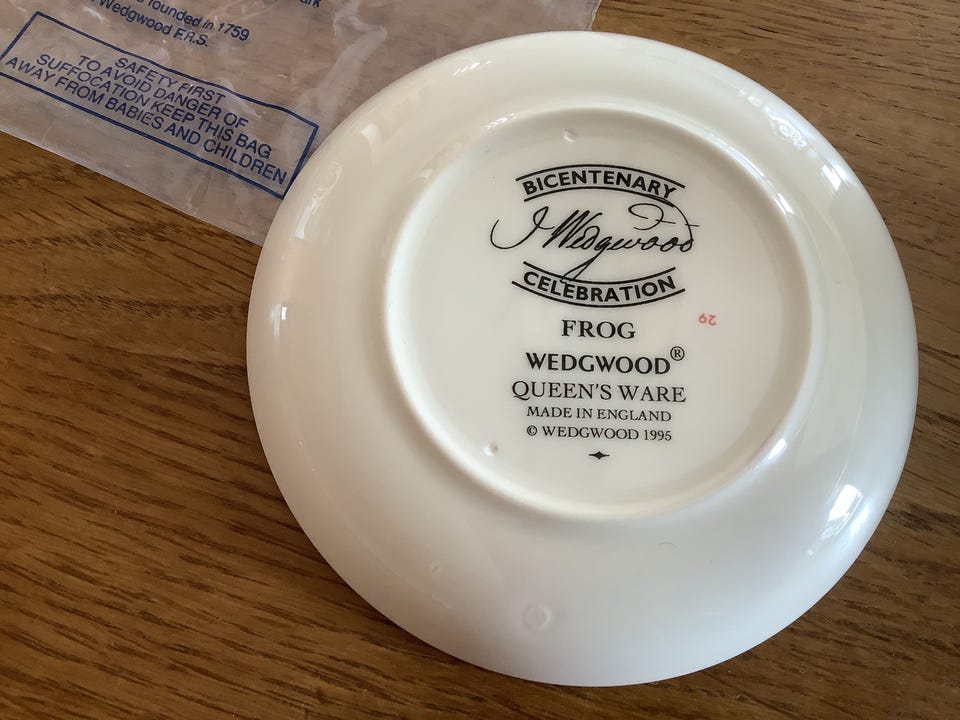 ark
founded in 1759
Wedgwood F.R.S.
SAFETY FIRST
TO AVOID DANGER OF
SUFFOCATION KEEP THIS BAG
AWAY FROM BABIES AND CHILDREN
BICENTENARY
J Wedgwood
CELEBRATION
FROG
29
WEDGWOOD®
QUEEN'S WARE
MADE IN ENGLAND
© WEDGWOOD 1995